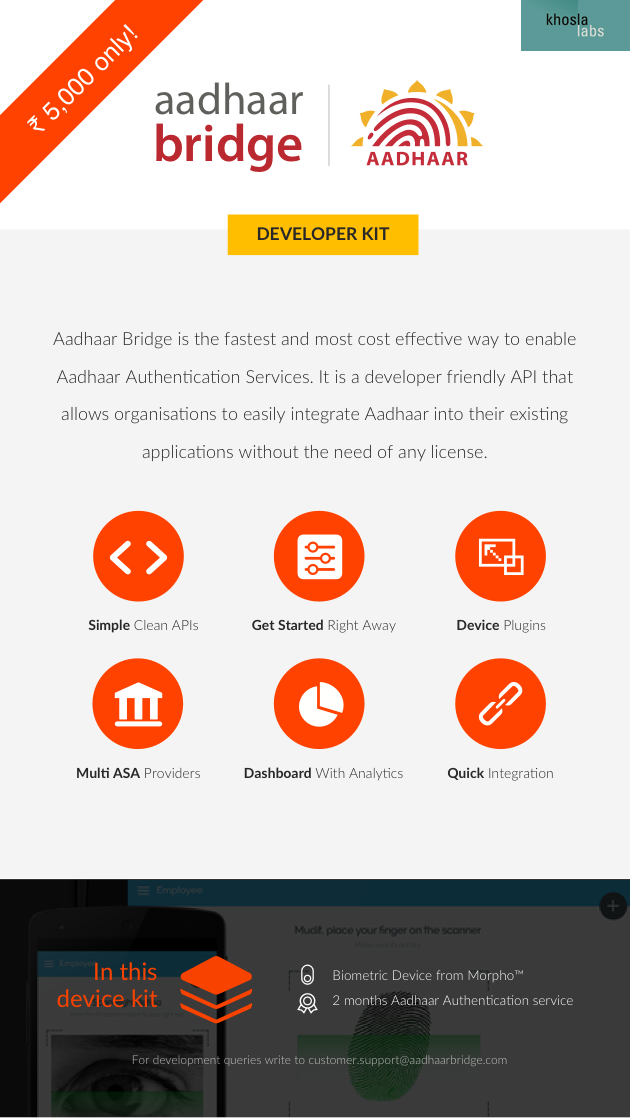 ₹ 5,000 only!
khosla
labs
aadhaar
bridge
AADHAAR
DEVELOPER KIT
Aadhaar Bridge is the fastest and most cost effective way to enable
Aadhaar Authentication Services. It is a developer friendly API that
allows organisations to easily integrate Aadhaar into their existing
applications without the need of any license.
Simple Clean APIs
Get Started Right Away
Device Plugins
Multi ASA Providers
Dashboard With Analytics
Quick Integration
Employee
Mudit, place your finger on the scanner
In this
device kit
Biometric Device from Morpho™
2 months Aadhaar Authentication service
For development queries write to customer.support@aadhaarbridge.com